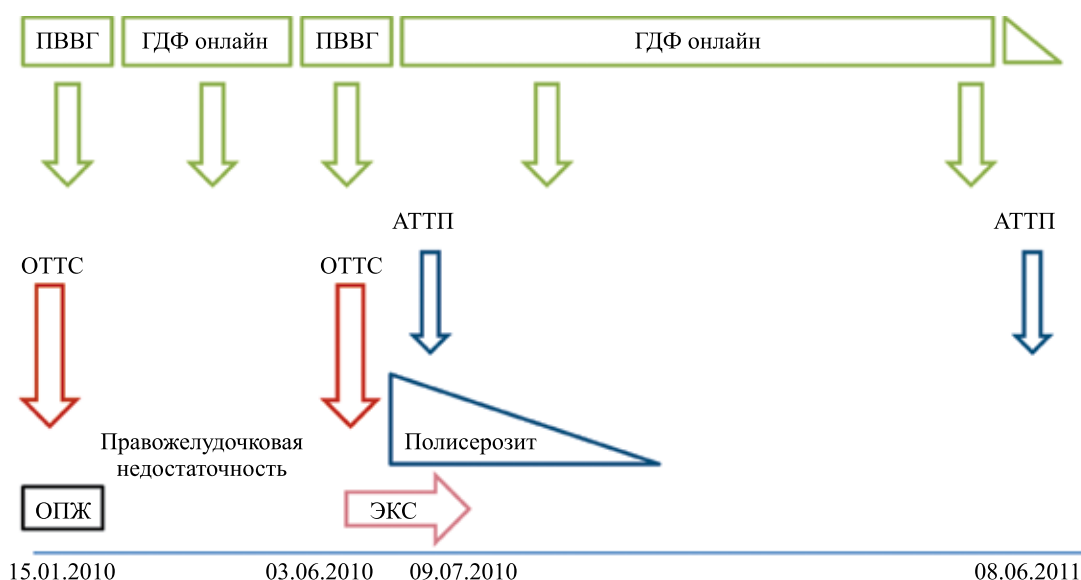 ПВВГ
ГДФ онлайн
ПВВГ
ГДФ онлайн
АТТП
АТТП
ОТТС
ОТТС
Правожелудочковая
недостаточность
Полисерозит
ОПЖ
ЭКС
15.01.2010
03.06.2010
09.07.2010
08.06.2011